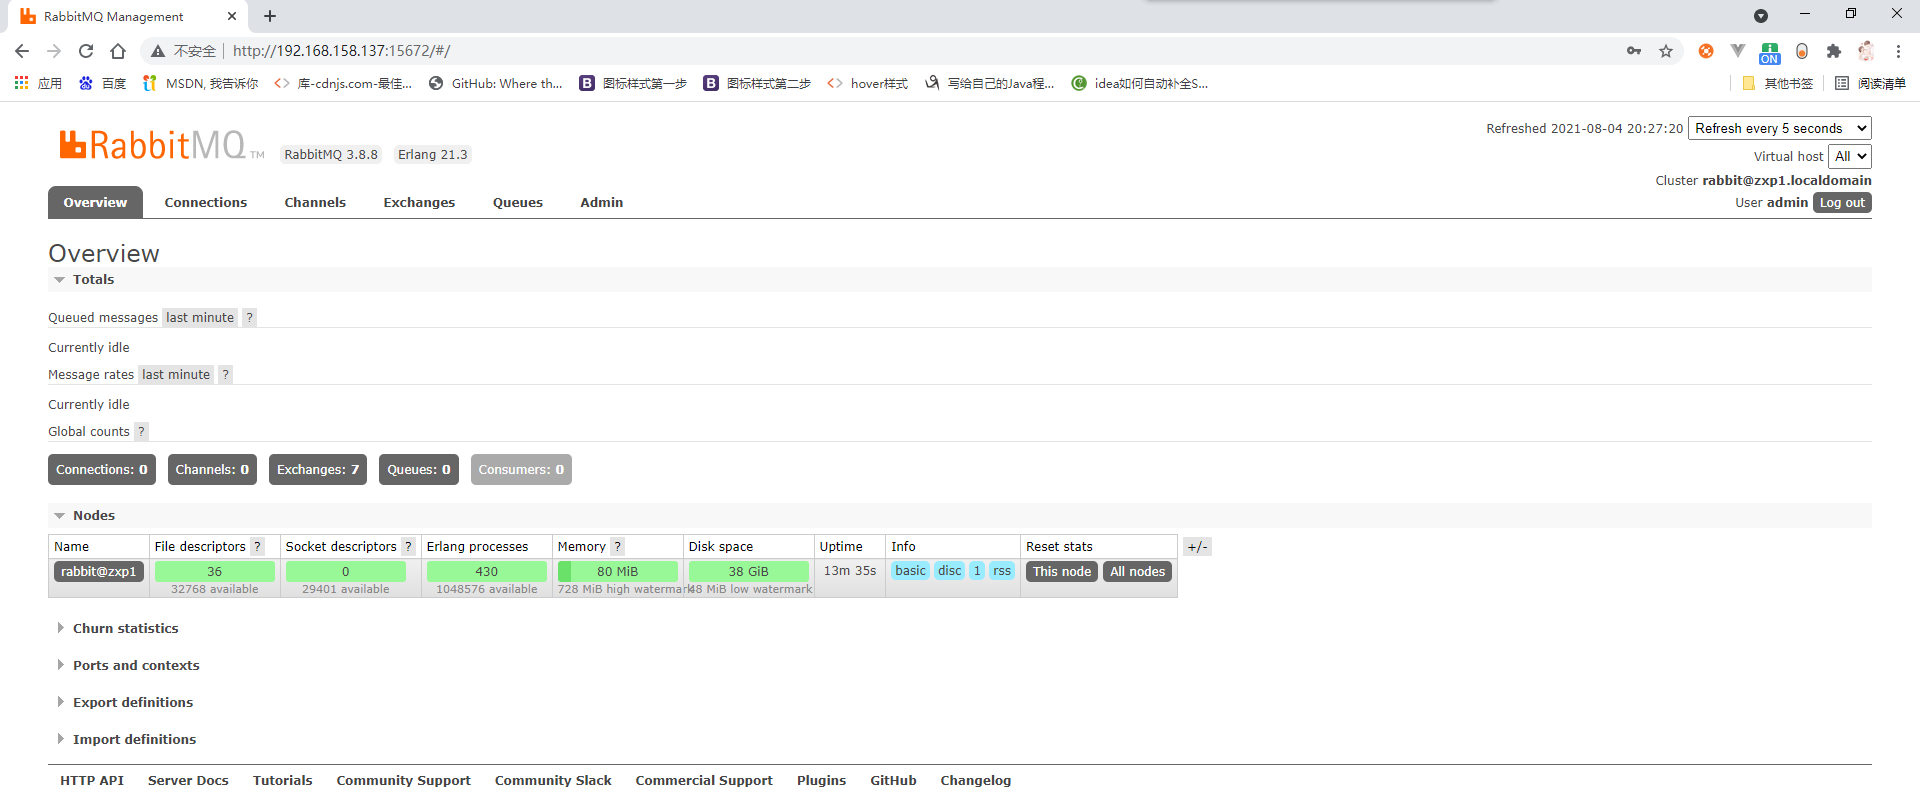 RabbitMQ Management
不安全 http://192.168.158.137:15672/#/
ON
应用 百度 MSDN, 我告诉你 库-cdnjs.com-最佳... GitHub: Where th... 图标样式第一步 图标样式第二步 hover样式 写给自己的Java程... idea如何自动补全S... 其他书签 阅读清单
RabbitMQ TM RabbitMQ 3.8.8 Erlang 21.3
Refreshed 2021-08-04 20:27:20 Refresh every 5 seconds
Virtual host All
Cluster rabbit@zxp1.localdomain
User admin Log out
Overview Connections Channels Exchanges Queues Admin
Overview
Totals
Queued messages last minute ?
Currently idle
Message rates last minute ?
Currently idle
Global counts ?
Connections: 0 Channels: 0 Exchanges: 7 Queues: 0 Consumers: 0
Nodes
Name File descriptors ? Socket descriptors ? Erlang processes Memory ? Disk space Uptime Info Reset stats +/-
rabbit@zxp1 36 0 430 80 MiB 38 GiB 13m 35s basic disc 1 rss This node All nodes
32768 available 29401 available 1048576 available 728 MiB high watermark 48 MiB low watermark
Churn statistics
Ports and contexts
Export definitions
Import definitions
HTTP API Server Docs Tutorials Community Support Community Slack Commercial Support Plugins GitHub Changelog